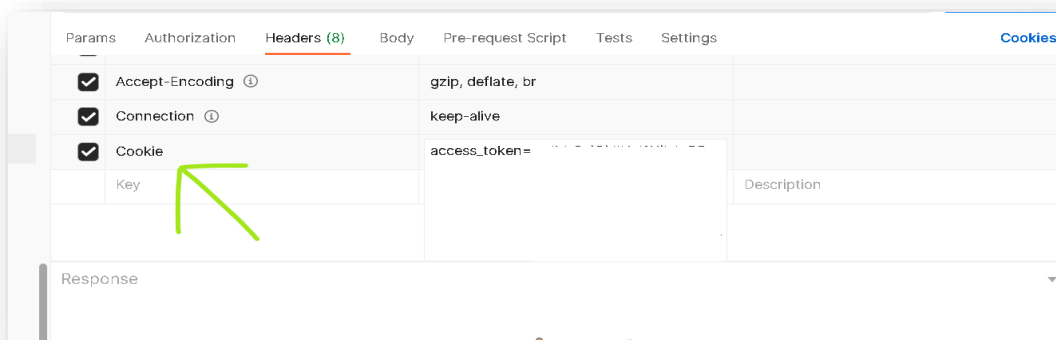 Params Authorization Headers (8) Body Pre-request Script Tests Settings Cookies
Accept-Encoding gzip, deflate, br
Connection keep-alive
Cookie access_token=
Key Description
Response